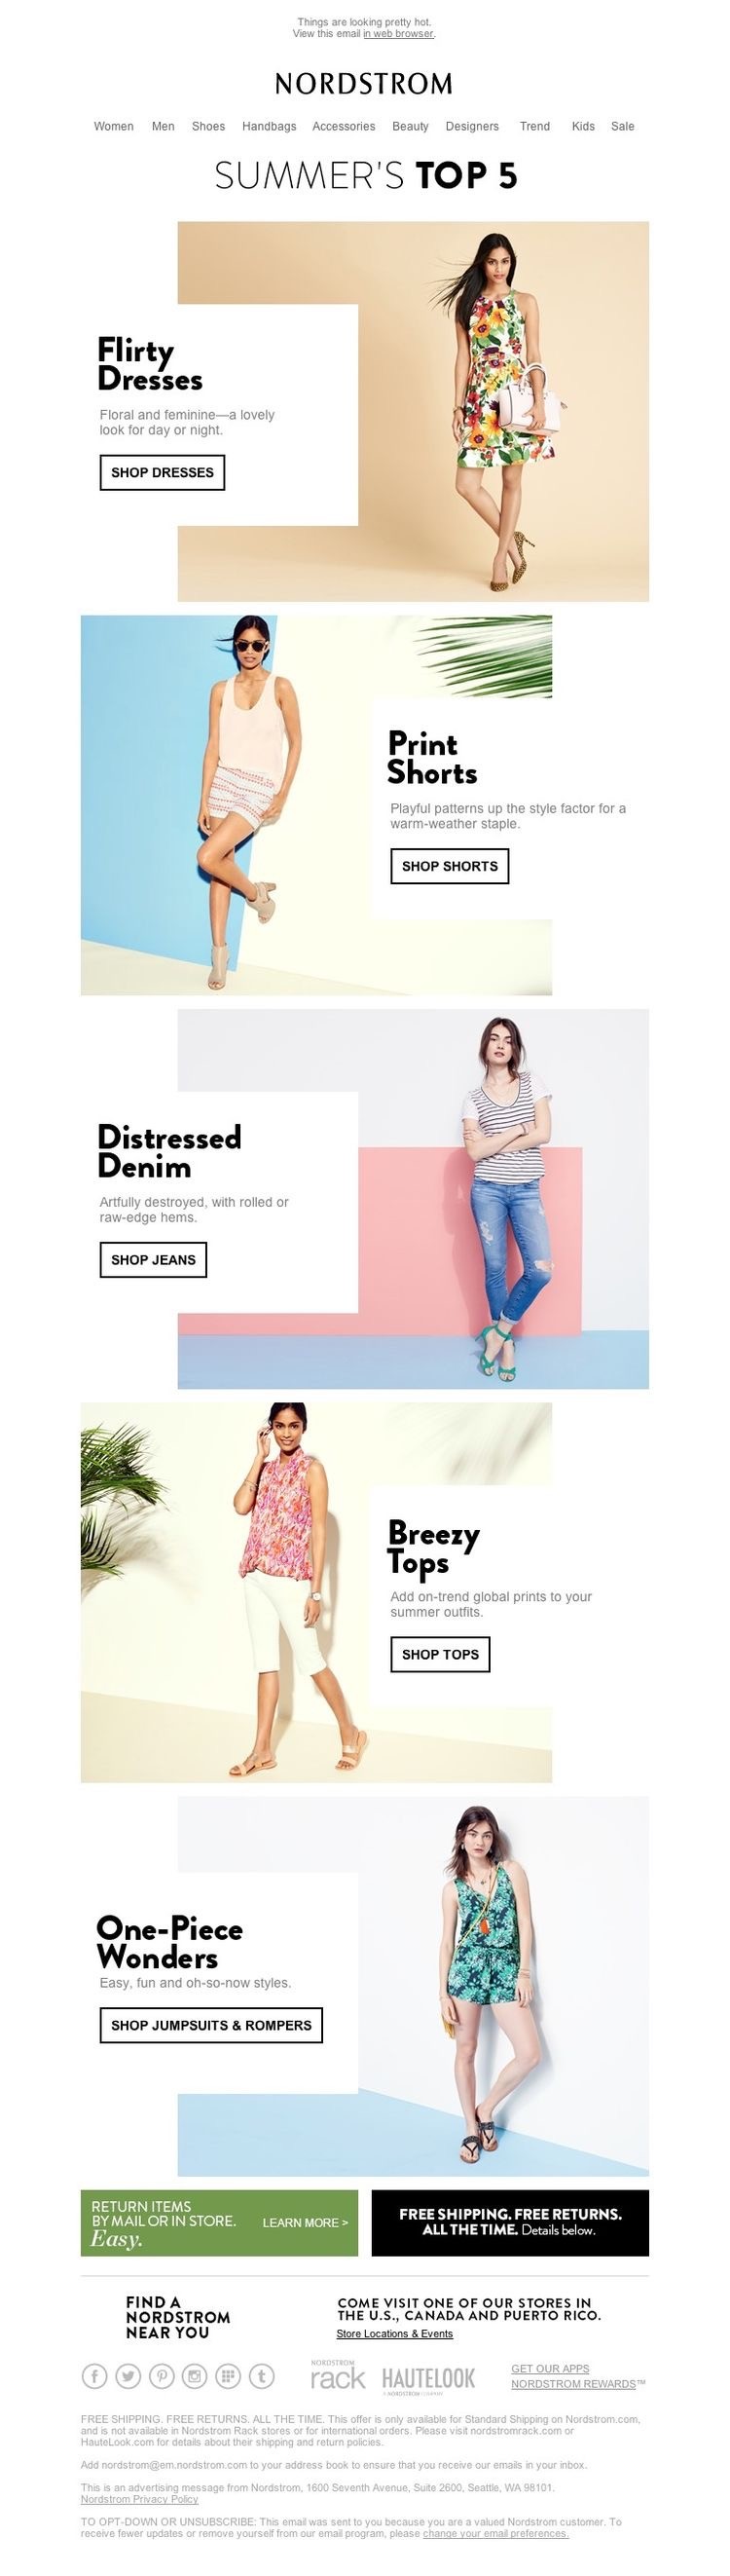 Things are looking pretty hot.
View this email in web browser.
NORDSTROM
Women Men Shoes Handbags Accessories Beauty Designers Trend Kids Sale
SUMMER'S TOP 5
Flirty
Dresses
Floral and feminine—a lovely
look for day or night.
SHOP DRESSES
Print
Shorts
Playful patterns up the style factor for a
warm-weather staple.
SHOP SHORTS
Distressed
Denim
Artfully destroyed, with rolled or
raw-edge hems.
SHOP JEANS
Breezy
Tops
Add on-trend global prints to your
summer outfits.
SHOP TOPS
One-Piece
Wonders
Easy, fun and oh-so-now styles.
SHOP JUMPSUITS & ROMPERS
RETURN ITEMS
BY MAIL OR IN STORE.
Easy.
LEARN MORE >
FREE SHIPPING. FREE RETURNS.
ALL THE TIME. Details below.
FIND A
NORDSTROM
NEAR YOU
COME VISIT ONE OF OUR STORES IN
THE U.S., CANADA AND PUERTO RICO.
Store Locations & Events
NORDSTROM
rack
HAUTELOOK
A NORDSTROM COMPANY
GET OUR APPS
NORDSTROM REWARDS™
FREE SHIPPING. FREE RETURNS. ALL THE TIME. This offer is only available for Standard Shipping on Nordstrom.com,
and is not available in Nordstrom Rack stores or for international orders. Please visit nordstromrack.com or
HauteLook.com for details about their shipping and return policies.
Add nordstrom@em.nordstrom.com to your address book to ensure that you receive our emails in your inbox.
This is an advertising message from Nordstrom, 1600 Seventh Avenue, Suite 2600, Seattle, WA 98101.
Nordstrom Privacy Policy
TO OPT-DOWN OR UNSUBSCRIBE: This email was sent to you because you are a valued Nordstrom customer. To
receive fewer updates or remove yourself from our email program, please change your email preferences.